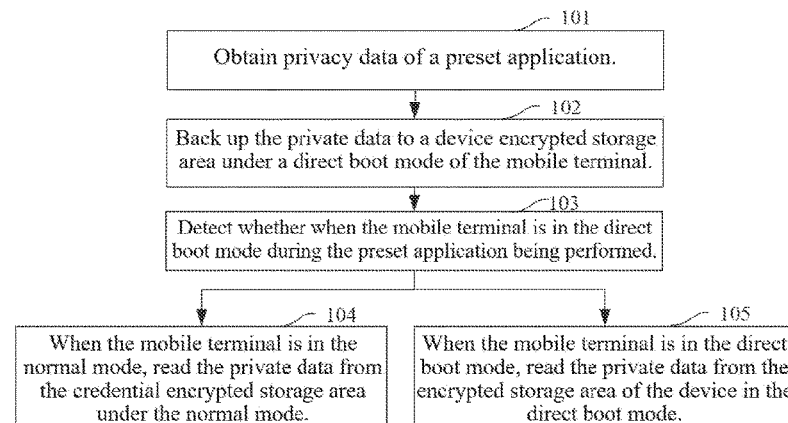 101
Obtain privacy data of a preset application.
102
Back up the private data to a device encrypted storage
area under a direct boot mode of the mobile terminal.
103
Detect whether when the mobile terminal is in the direct
boot mode during the preset application being performed.
104
When the mobile terminal is in the
normal mode, read the private data from
the credential encrypted storage area
under the normal mode.
105
When the mobile terminal is in the direct
boot mode, read the private data from the
encrypted storage area of the device in the
direct boot mode.